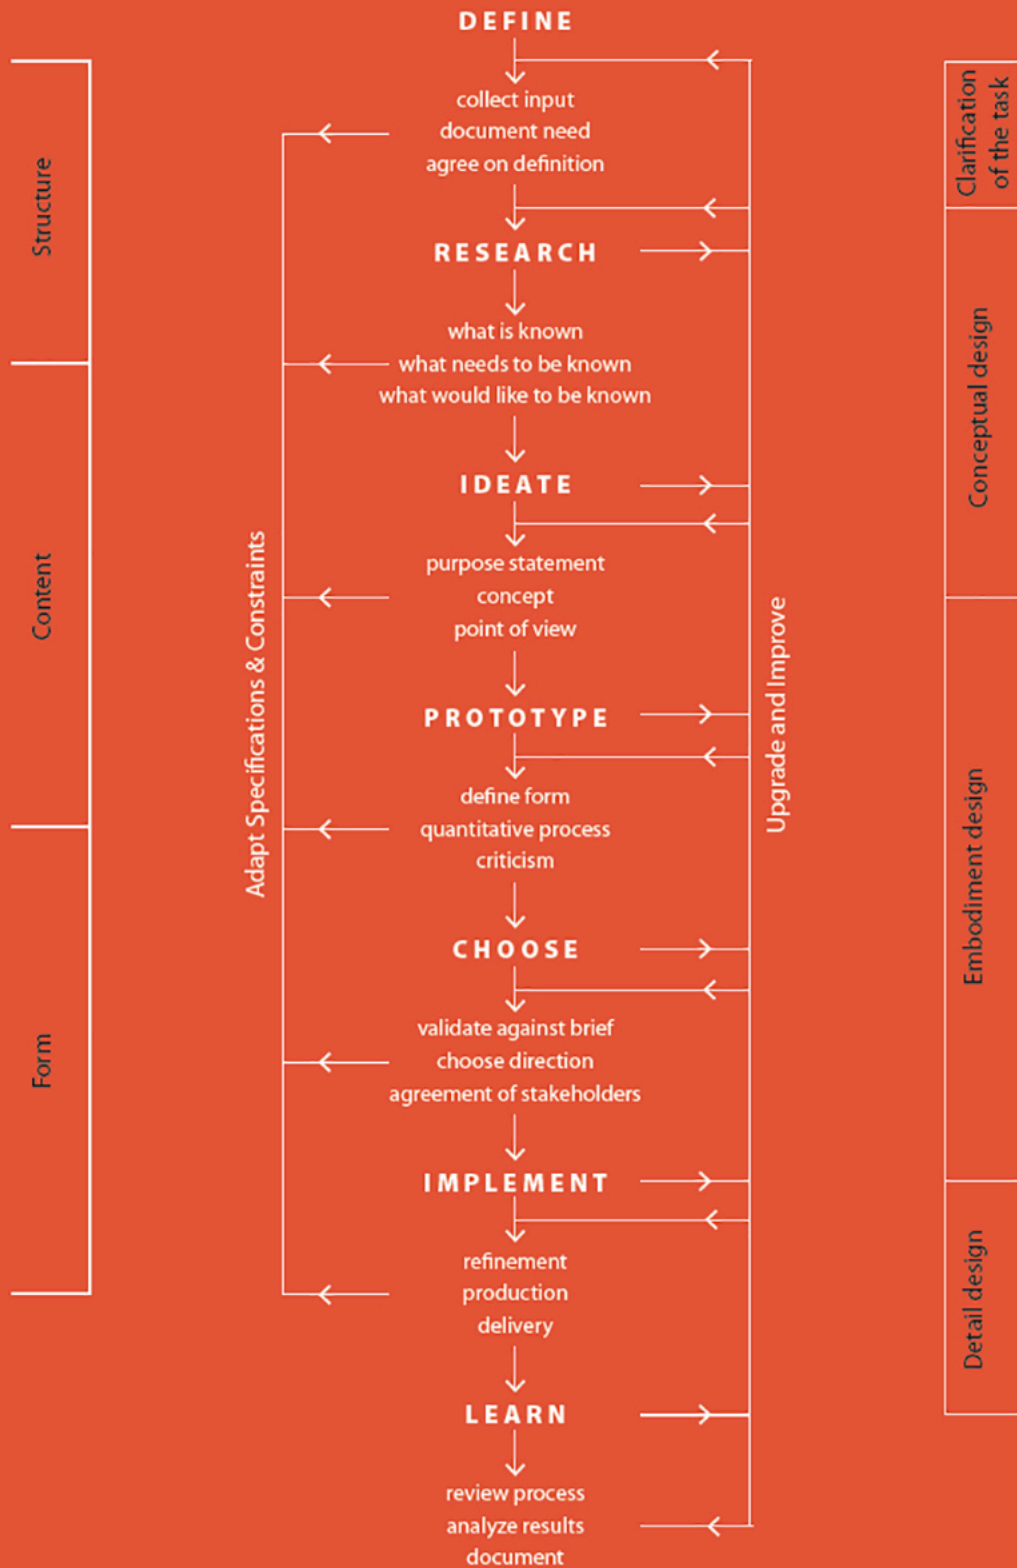 DEFINE
collect input
document need
agree on definition
RESEARCH
what is known
what needs to be known
what would like to be known
IDEATE
purpose statement
concept
point of view
PROTOTYPE
define form
quantitative process
criticism
CHOOSE
validate against brief
choose direction
agreement of stakeholders
IMPLEMENT
refinement
production
delivery
LEARN
review process
analyze results
document
Structure
Content
Form
Adapt Specifications & Constraints
Upgrade and Improve
Clarification
of the task
Conceptual design
Embodiment design
Detail design